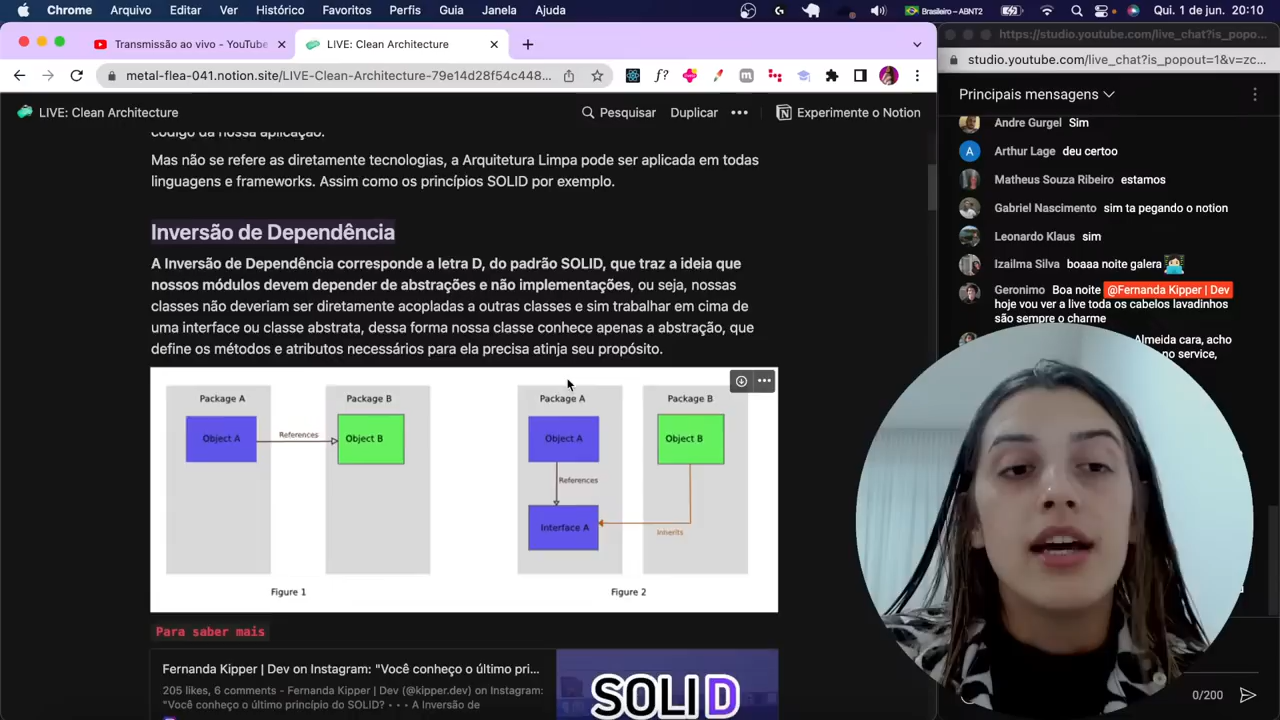 Chrome Arquivo Editar Ver Histórico Favoritos Perfis Guia Janela Ajuda
Brasileiro – ABNT2
Qui. 1 de jun. 20:10
Transmissão ao vivo - YouTube
LIVE: Clean Architecture
metal-flea-041.notion.site/LIVE-Clean-Architecture-79e14d28f54c448...
LIVE: Clean Architecture
Pesquisar Duplicar ••• Experimente o Notion
código da nossa aplicação.
Mas não se refere as diretamente tecnologias, a Arquitetura Limpa pode ser aplicada em todas
linguagens e frameworks. Assim como os princípios SOLID por exemplo.
Inversão de Dependência
A Inversão de Dependência corresponde a letra D, do padrão SOLID, que traz a ideia que
nossos módulos devem depender de abstrações e não implementações, ou seja, nossas
classes não deveriam ser diretamente acopladas a outras classes e sim trabalhar em cima de
uma interface ou classe abstrata, dessa forma nossa classe conhece apenas a abstração, que
define os métodos e atributos necessários para ela precisa atinja seu propósito.
Package A Package B
Object A References Object B
Figure 1
Package A Package B
Object A Object B
References
Interface A
Inherits
Figure 2
Para saber mais
Fernanda Kipper | Dev on Instagram: "Você conheço o último pri...
205 likes, 6 comments - Fernanda Kipper | Dev (@kipper.dev) on Instagram:
"Você conheço o último princípio do SOLID? • • • A Inversão de
SOLID
https://studio.youtube.com/live_chat?is_po...
studio.youtube.com/live_chat?is_popout=1&v=zc...
Principais mensagens
Andre Gurgel Sim
A Arthur Lage deu certoo
Matheus Souza Ribeiro estamos
Gabriel Nascimento sim ta pegando o notion
Leonardo Klaus sim
Izailma Silva boaaa noite galera
Geronimo Boa noite @Fernanda Kipper | Dev
hoje vou ver a live toda os cabelos lavadinhos
são sempre o charme
Almeida cara, acho
no service,
0/200